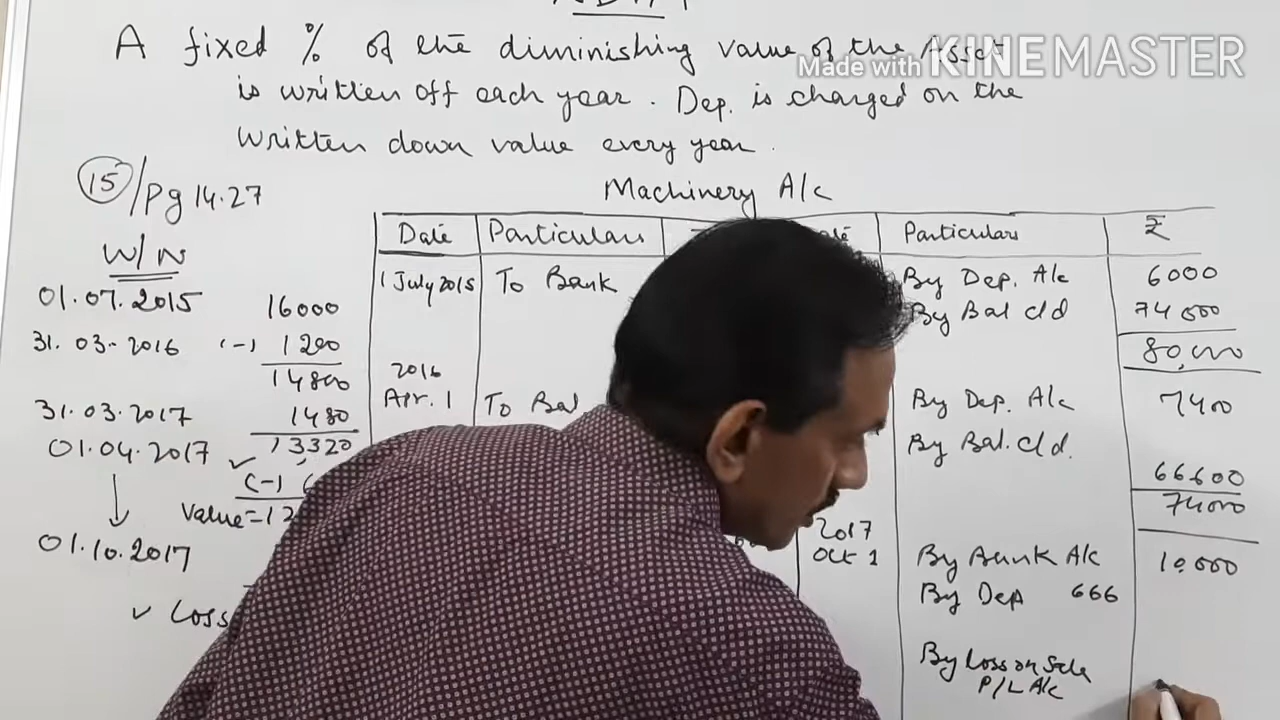 A fixed % of the diminishing value of the Asset
Made with KINEMASTER
is written off each year. Dep. is charged on the
Written down value every year.
15/pg 14.27
Machinery A/c
W/N
01.07.2015 16000
31.03.2016 (-) 1200
14800
31.03.2017 1480
13320
01.04.2017
(-)
Value=12
01.10.2017
✓ Loss
Date Particulars Particulars ₹
1 July 2015 To Bank By Dep. A/c 6000
By Bal c/d 74000
80,000
2016
Apr. 1 To Bal By Dep. A/c 7400
By Bal. c/d. 66600
74000
2017
Oct 1 By Bank A/c 10,000
By Dep 666
By Loss on Sale
P/L A/c